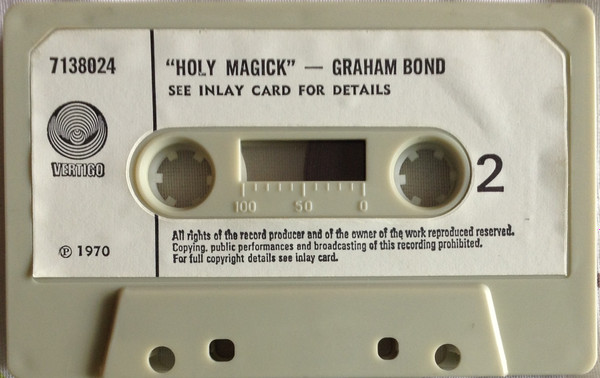 7138024
"HOLY MAGICK" — GRAHAM BOND
SEE INLAY CARD FOR DETAILS
VERTIGO
2
100 50 0
All rights of the record producer and of the owner of the work reproduced reserved.
Copying, public performances and broadcasting of this recording prohibited.
For full copyright details see inlay card.
℗ 1970